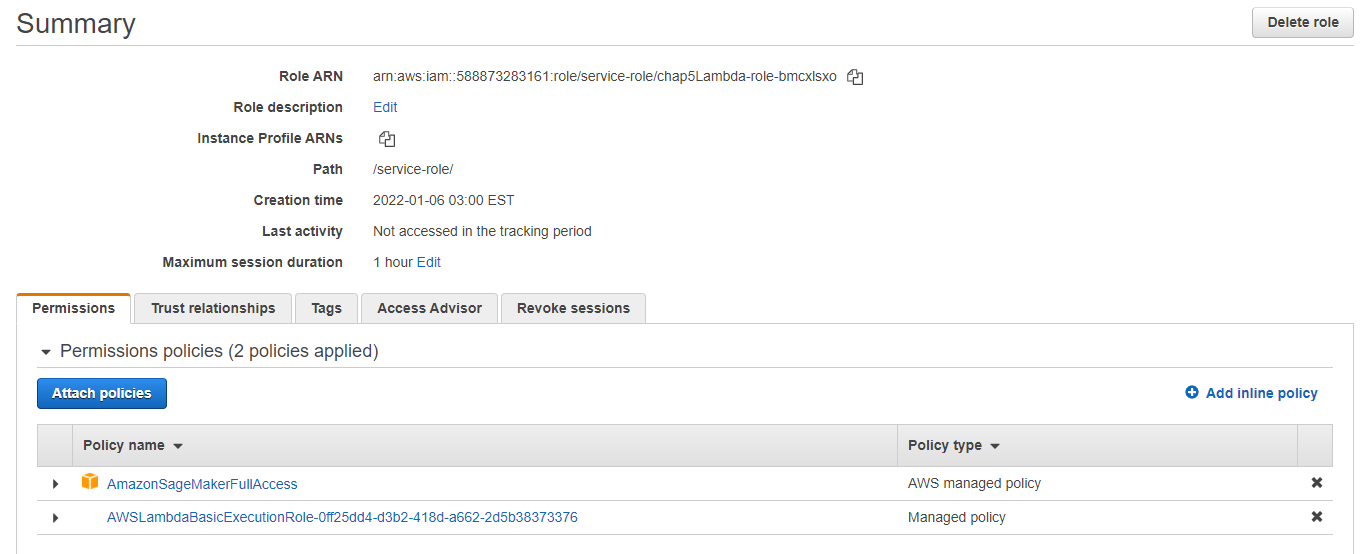 Summary
Delete role
Role ARN arn:aws:iam::588873283161:role/service-role/chap5Lambda-role-bmcxlsxo
Role description Edit
Instance Profile ARNs
Path /service-role/
Creation time 2022-01-06 03:00 EST
Last activity Not accessed in the tracking period
Maximum session duration 1 hour Edit
Permissions Trust relationships Tags Access Advisor Revoke sessions
Permissions policies (2 policies applied)
Attach policies Add inline policy
Policy name Policy type
AmazonSageMakerFullAccess AWS managed policy
AWSLambdaBasicExecutionRole-0ff25dd4-d3b2-418d-a662-2d5b38373376 Managed policy